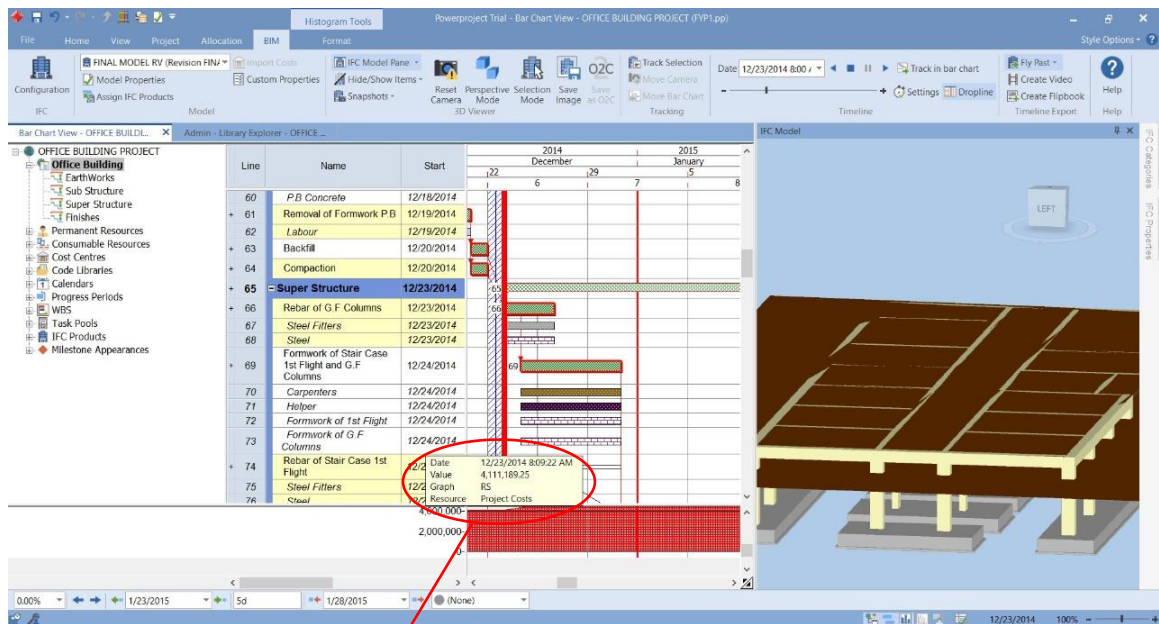 Histogram Tools
Powerproject Trial - Bar Chart View - OFFICE BUILDING PROJECT (FYP1.pp)
File Home View Project Allocation BIM Format
Style Options
Configuration
IFC
FINAL MODEL RV (Revision FINA
Model Properties
Assign IFC Products
Import Costs
Custom Properties
Model
IFC Model Pane
Hide/Show Items
Snapshots
Reset Camera
Perspective Mode
Selection Mode
Save Image
O2C
Save as O2C
3D Viewer
Track Selection
Move Camera
Move Bar Chart
Tracking
Date 12/23/2014 8:00
Track in bar chart
Settings
Dropline
Timeline
Fly Past
Create Video
Create Flipbook
Timeline Export
Help
Help
Bar Chart View - OFFICE BUILDI... X
Admin - Library Explorer - OFFICE ...
IFC Model
IFC Categories
IFC Properties
LEFT
OFFICE BUILDING PROJECT
Office Building
EarthWorks
Sub Structure
Super Structure
Finishes
Permanent Resources
Consumable Resources
Cost Centres
Code Libraries
Calendars
Progress Periods
WBS
Task Pools
IFC Products
Milestone Appearances
Line Name Start
2014 2015
December January
22 29 5
6 7 8
60 P.B Concrete 12/18/2014
61 Removal of Formwork P.B 12/19/2014
62 Labour 12/19/2014
63 Backfill 12/20/2014
64 Compaction 12/20/2014
65 Super Structure 12/23/2014 65
66 Rebar of G.F Columns 12/23/2014 66
67 Steel Fitters 12/23/2014
68 Steel 12/23/2014
Formwork of Stair Case
69 1st Flight and G.F 12/24/2014 69
Columns
70 Carpenters 12/24/2014
71 Helper 12/24/2014
72 Formwork of 1st Flight 12/24/2014
73 Formwork of G.F 12/24/2014
Columns
74 Rebar of Stair Case 1st 12/2
Flight
75 Steel Fitters 12/2
76 Steel 12/2
Date 12/23/2014 8:09:22 AM
Value 4,111,189.25
Graph RS
Resource Project Costs
4,000,000
2,000,000
0
0.00% 1/23/2015 5d 1/28/2015 (None)
12/23/2014 100%